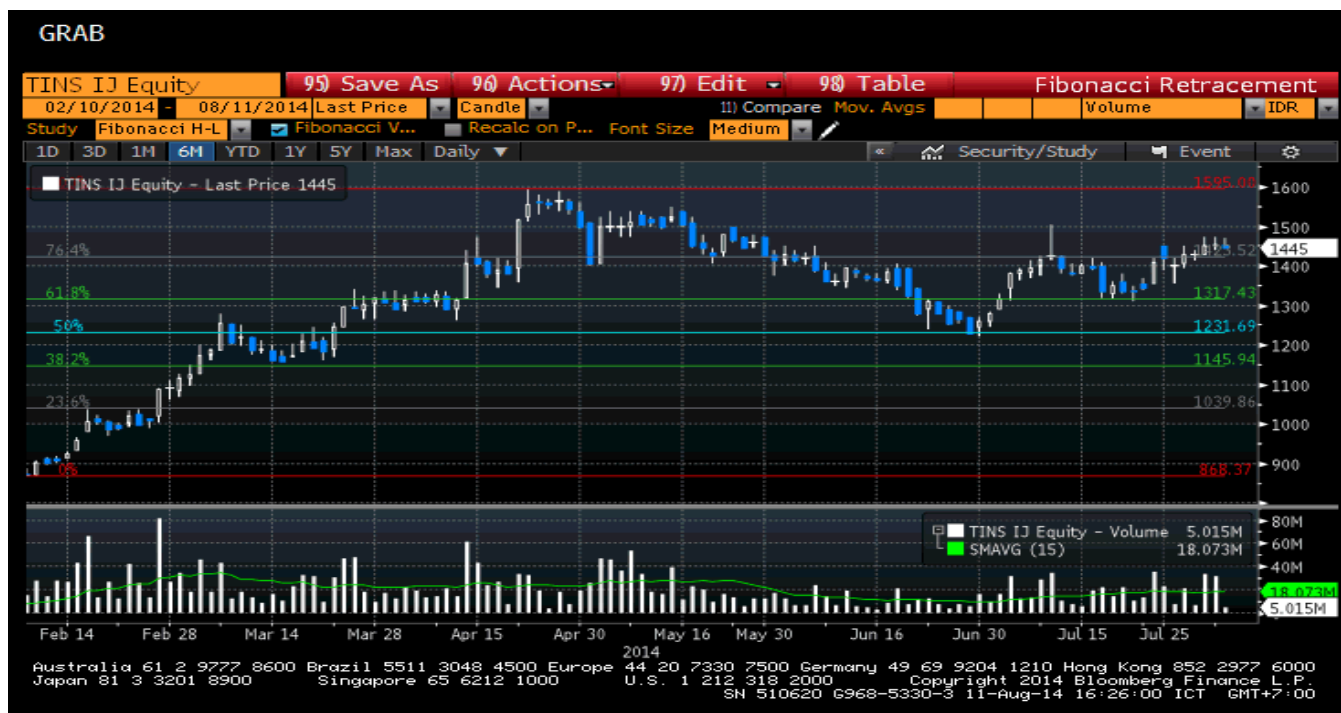 GRAB
TINS IJ Equity 95) Save As 96) Actions 97) Edit 98) Table Fibonacci Retracement
02/10/2014 - 08/11/2014 Last Price Candle 11) Compare Mov. Avgs Volume IDR
Study Fibonacci H-L Fibonacci V... Recalc on P... Font Size Medium
1D 3D 1M 6M YTD 1Y 5Y Max Daily ▼ « Security/Study Event
TINS IJ Equity - Last Price 1445
1595.08
1600
1500
76.4%
1445
1400
61.8%
1317.43
1300
50%
1231.69
1200
38.2%
1145.94
1100
23.6%
1039.86
1000
900
0%
868.37
TINS IJ Equity - Volume 5.015M
SMAVG (15) 18.073M
80M
60M
40M
18.073M
5.015M
Feb 14 Feb 28 Mar 14 Mar 28 Apr 15 Apr 30 May 16 May 30 Jun 16 Jun 30 Jul 15 Jul 25
2014
Australia 61 2 9777 8600 Brazil 5511 3048 4500 Europe 44 20 7330 7500 Germany 49 69 9204 1210 Hong Kong 852 2977 6000
Japan 81 3 3201 8900 Singapore 65 6212 1000 U.S. 1 212 318 2000 Copyright 2014 Bloomberg Finance L.P.
SN 510620 G968-5330-3 11-Aug-14 16:26:00 ICT GMT+7:00